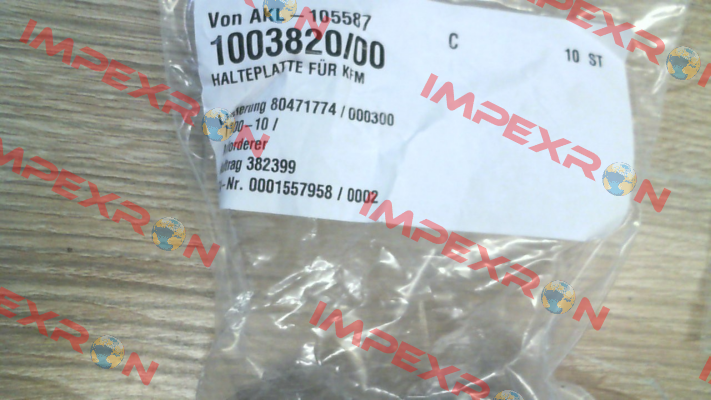 Von AKL-105587
1003820/00 C 10 ST
HALTEPLATTE FÜR KFM
80471774/000300
-10/
382399
-Nr. 0001557958/0002
IMPEXRON
IMPEXRON
IMPEXRON
IMPEXRON
IMPEXRON
IMPEXRON